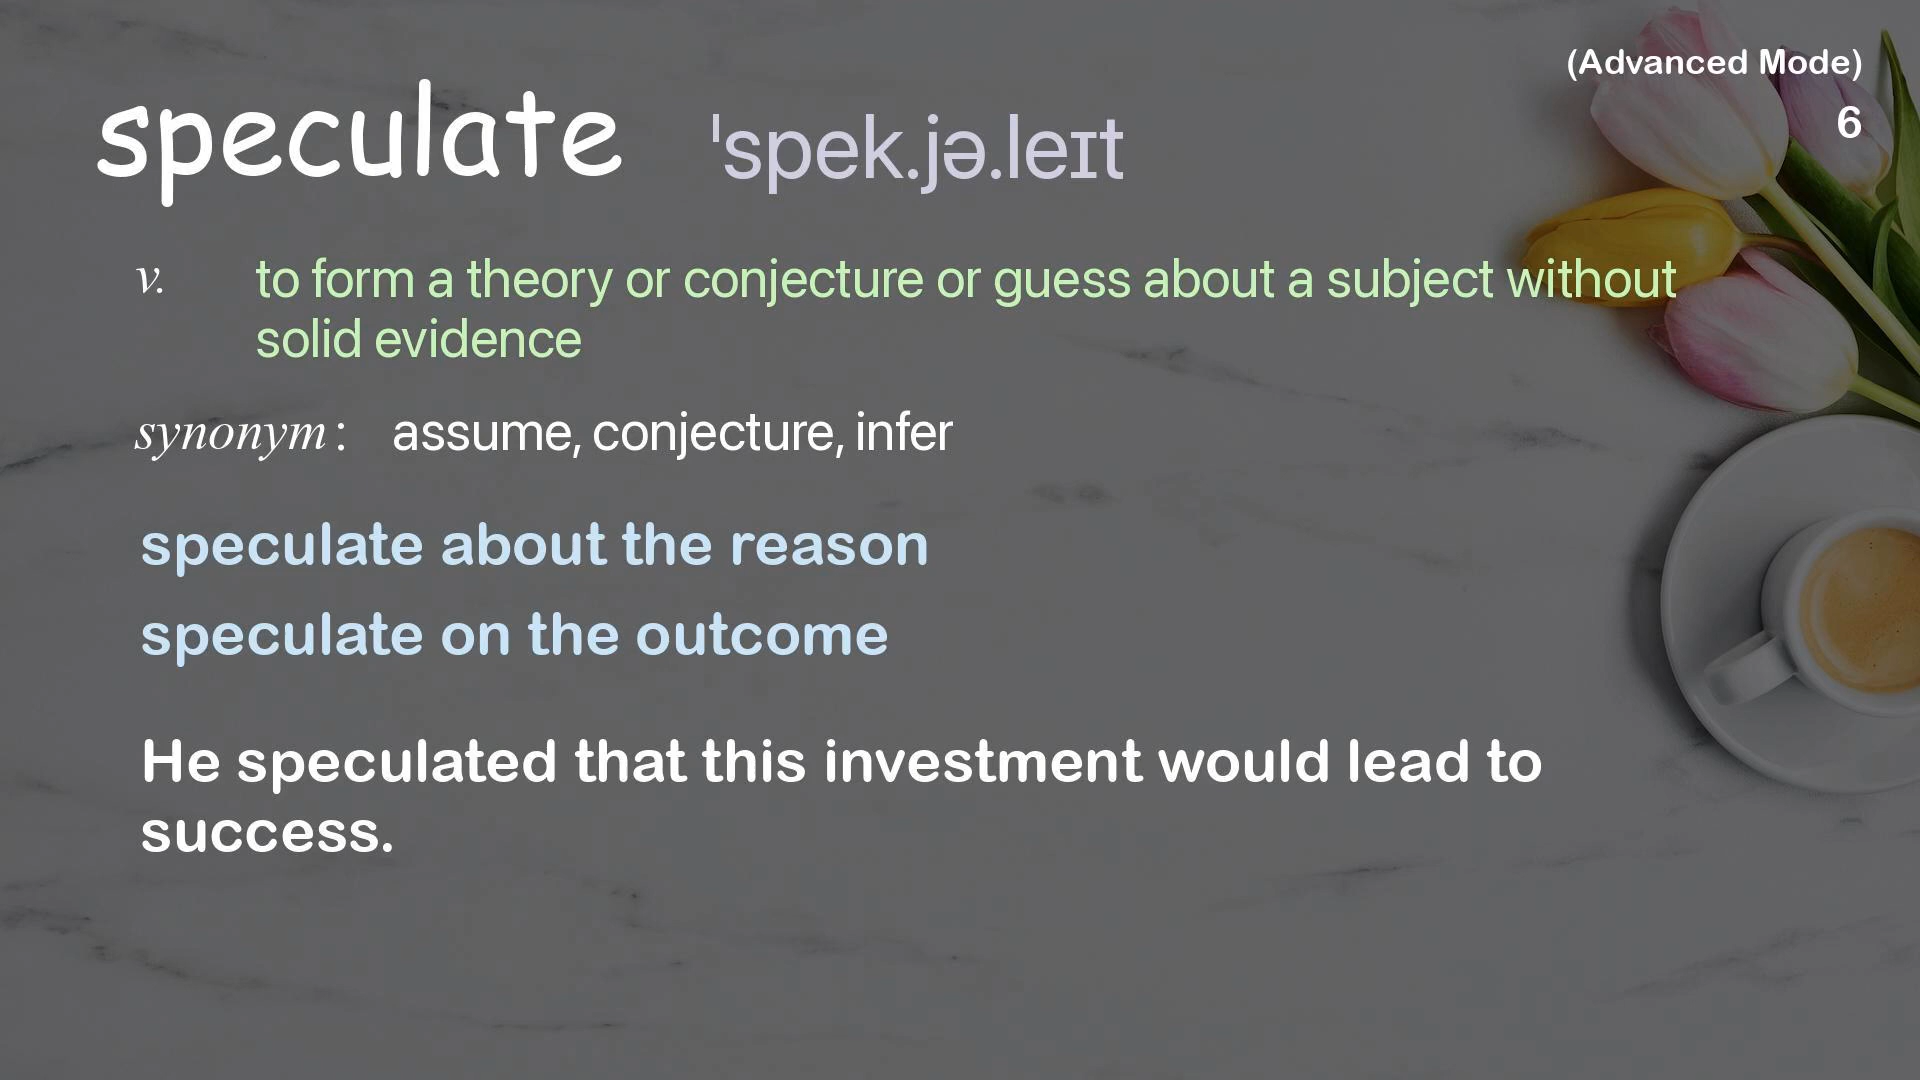 (Advanced Mode)
6
speculate ˈspek.jə.leɪt
v. to form a theory or conjecture or guess about a subject without
solid evidence
synonym: assume, conjecture, infer
speculate about the reason
speculate on the outcome
He speculated that this investment would lead to
success.